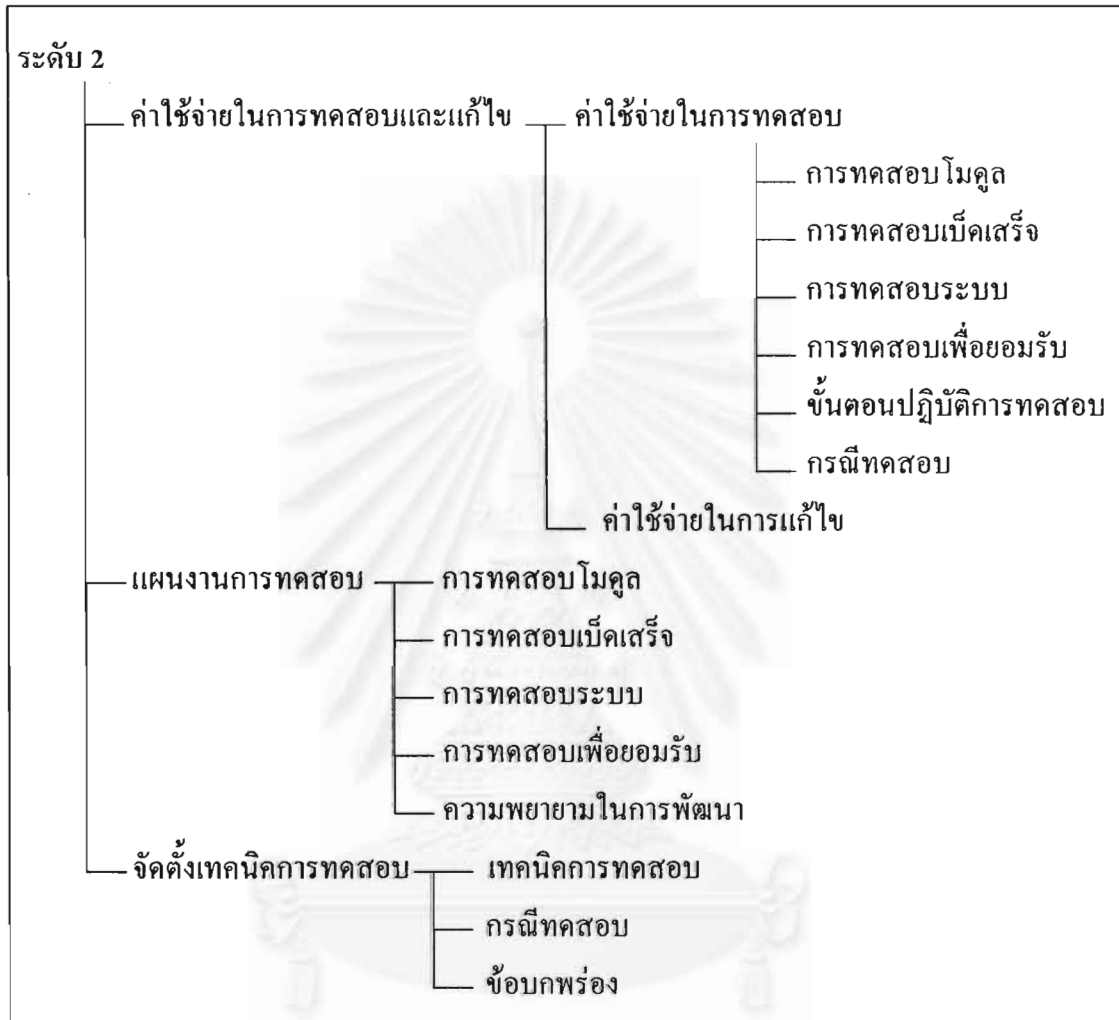 ระดับ 2
ค่าใช้จ่ายในการทดสอบและแก้ไข ค่าใช้จ่ายในการทดสอบ
การทดสอบโมดูล
การทดสอบเบ็ดเสร็จ
การทดสอบระบบ
การทดสอบเพื่อยอมรับ
ขั้นตอนปฏิบัติการทดสอบ
กรณีทดสอบ
ค่าใช้จ่ายในการแก้ไข
แผนงานการทดสอบ การทดสอบโมดูล
การทดสอบเบ็ดเสร็จ
การทดสอบระบบ
การทดสอบเพื่อยอมรับ
ความพยายามในการพัฒนา
จัดตั้งเทคนิคการทดสอบ เทคนิคการทดสอบ
กรณีทดสอบ
ข้อบกพร่อง